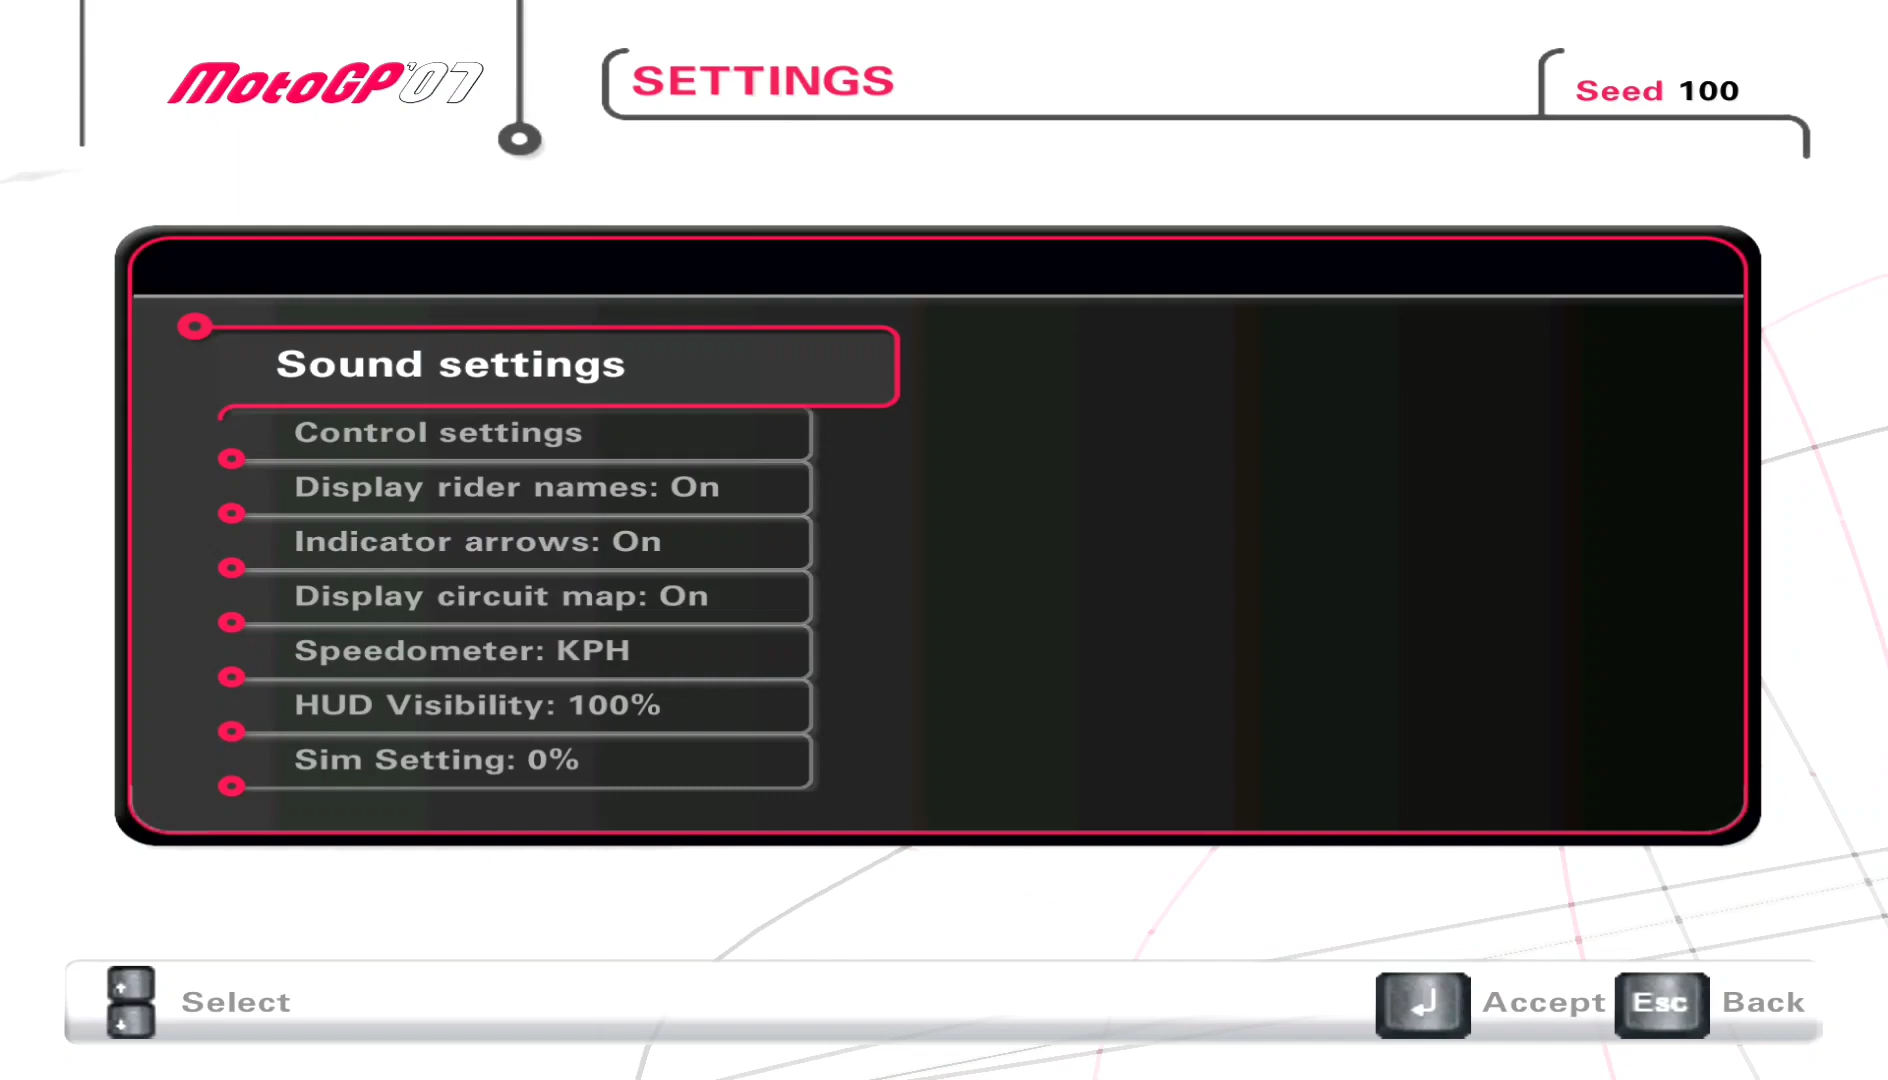 MotoGP'07
SETTINGS
Seed 100
Sound settings
Control settings
Display rider names: On
Indicator arrows: On
Display circuit map: On
Speedometer: KPH
HUD Visibility: 100%
Sim Setting: 0%
Select
Accept
Esc
Back